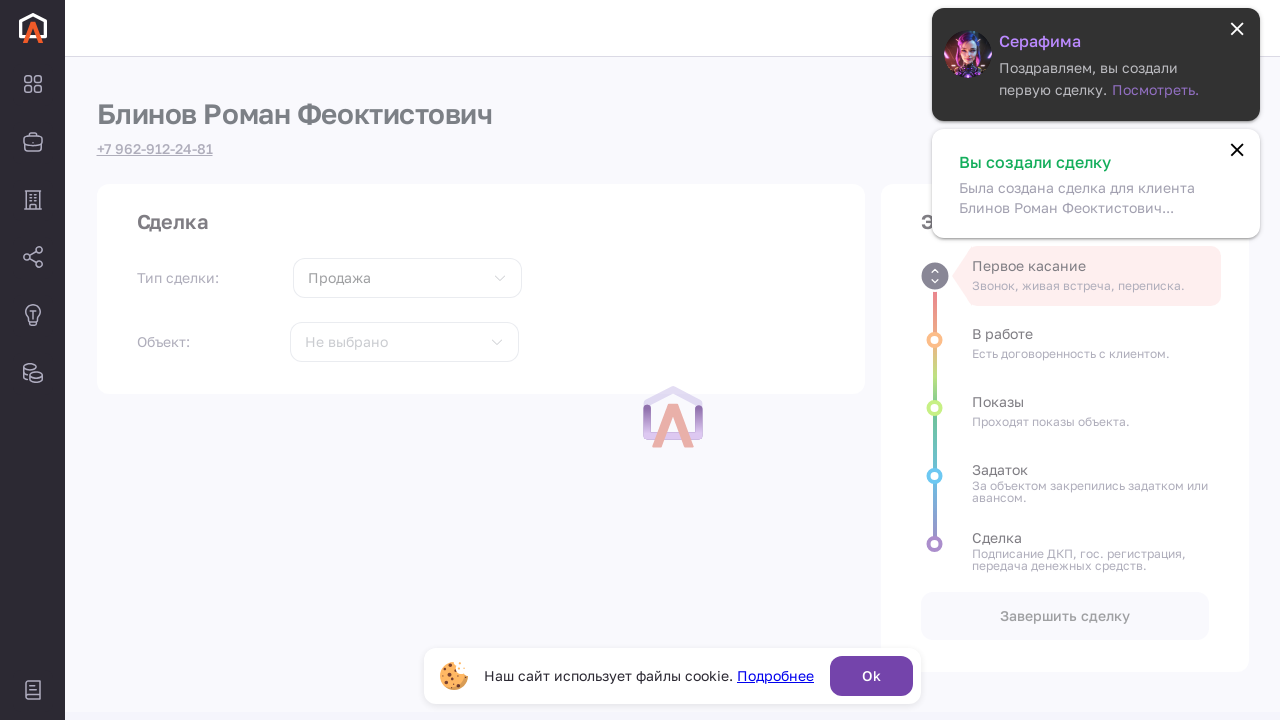 Серафима
Поздравляем, вы создали
первую сделку. Посмотреть.
Вы создали сделку
Была создана сделка для клиента
Блинов Роман Феоктистович...
Блинов Роман Феоктистович
+7 962-912-24-81
Сделка
Тип сделки:
Продажа
Объект:
Не выбрано
Первое касание
Звонок, живая встреча, переписка.
В работе
Есть договоренность с клиентом.
Показы
Проходят показы объекта.
Задаток
За объектом закрепились задатком или
авансом.
Сделка
Подписание ДКП, гос. регистрация,
передача денежных средств.
Завершить сделку
Наш сайт использует файлы cookie. Подробнее
Ok